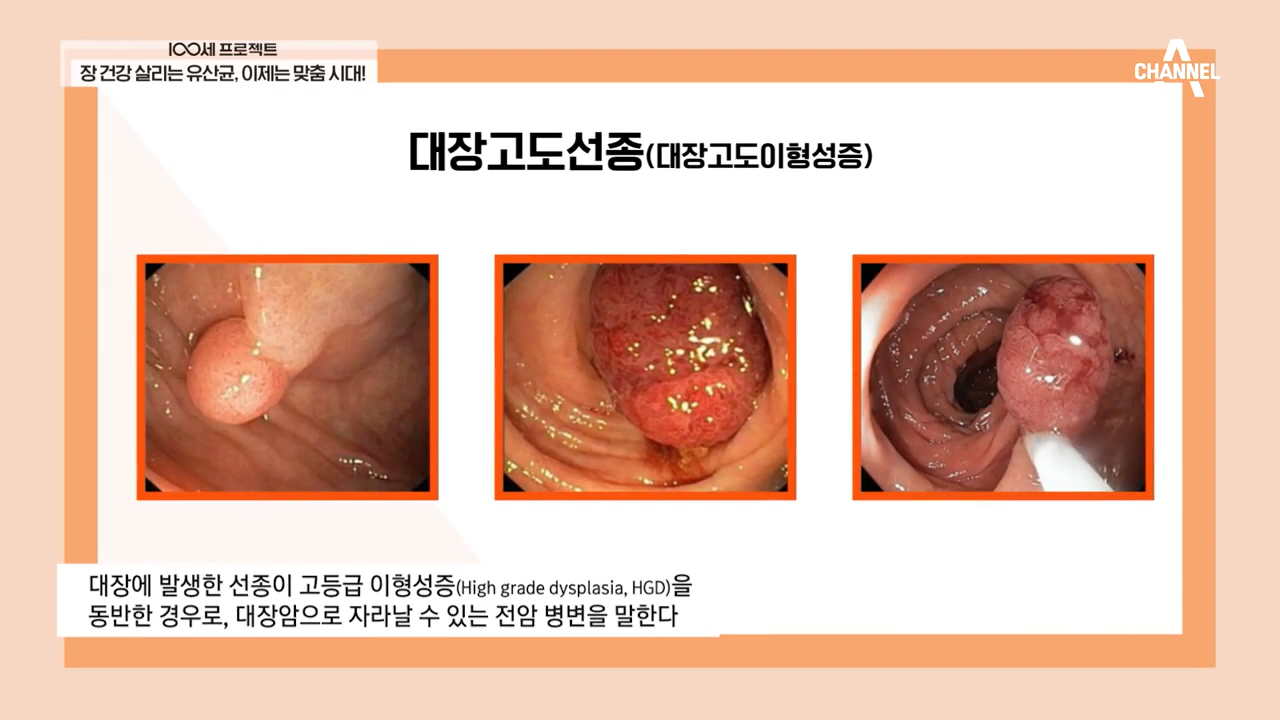 100세 프로젝트
장 건강 살리는 유산균, 이제는 맞춤 시대!
CHANNEL A
대장고도선종(대장고도이형성증)
대장에 발생한 선종이 고등급 이형성증(High grade dysplasia, HGD)을
동반한 경우로, 대장암으로 자라날 수 있는 전암 병변을 말한다